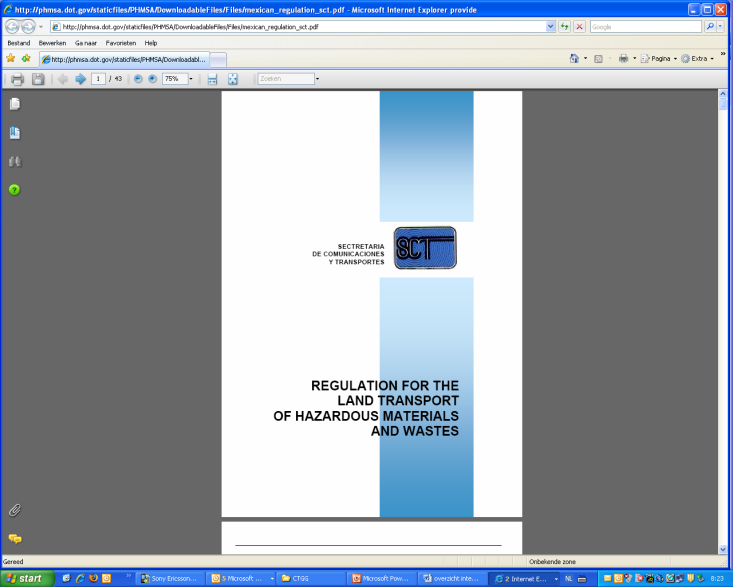 http://phmsa.dot.gov/staticfiles/PHMSA/DownloadableFiles/Files/mexican_regulation_sct.pdf - Microsoft Internet Explorer provide
http://phmsa.dot.gov/staticfiles/PHMSA/DownloadableFiles/Files/mexican_regulation_sct.pdf
Google
Bestand Bewerken Ga naar Favorieten Help
http://phmsa.dot.gov/staticfiles/PHMSA/Downloadabl...
Pagina Extra
1 / 43 75% Zoeken
SECTRETARIA
DE COMUNICACIONES
Y TRANSPORTES
SCT
REGULATION FOR THE
LAND TRANSPORT
OF HAZARDOUS MATERIALS
AND WASTES
Gereed Onbekende zone
start Sony Ericsson... 5 Microsoft ... CTGG Microsoft Pow... overzicht inte... 2 Internet E... NL 8:23